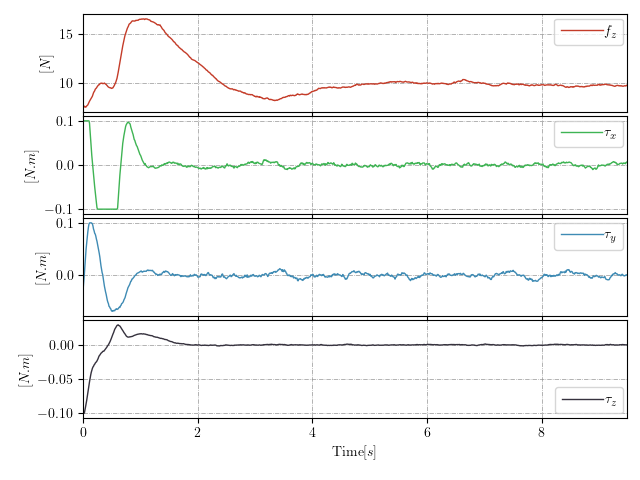 15
10
[N]
f_z
0.1
0.0
−0.1
[N.m]
τ_x
0.1
0.0
[N.m]
τ_y
0.00
−0.05
−0.10
[N.m]
τ_z
0 2 4 6 8
Time[s]